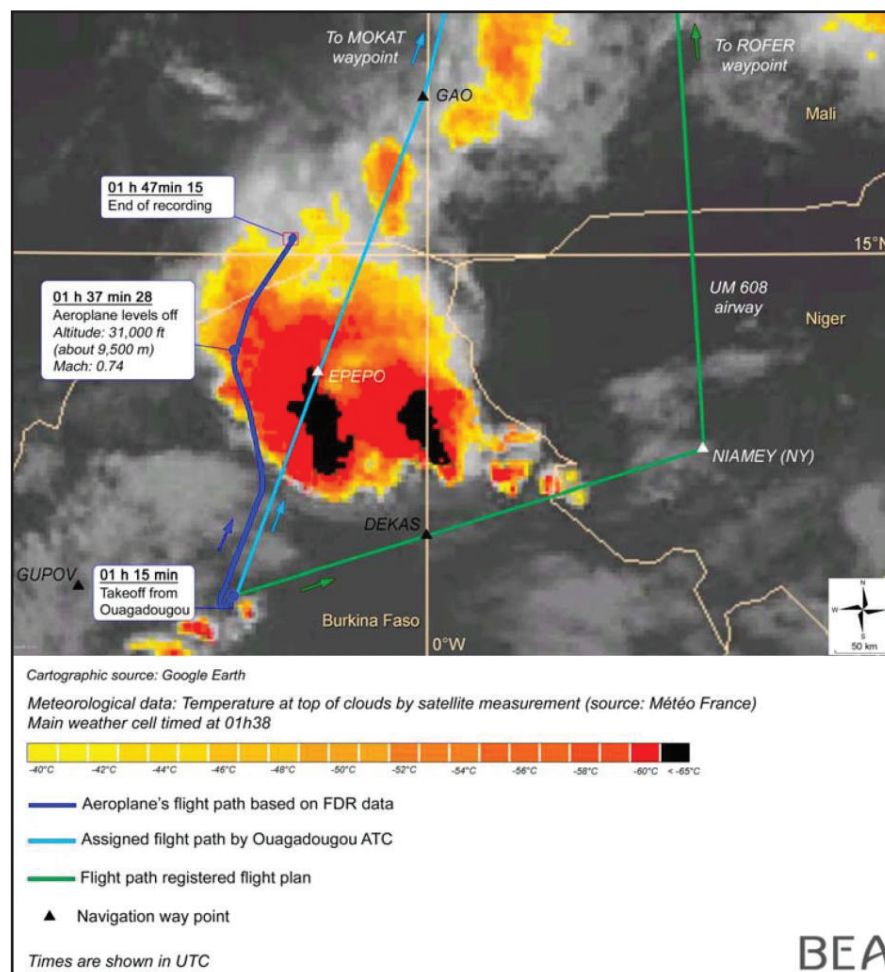 To MOKAT
waypoint
To ROFER
waypoint
GAO
Mali
01 h 47min 15
End of recording
15°N
UM 608
airway
Niger
01 h 37 min 28
Aeroplane levels off
Altitude: 31,000 ft
(about 9,500 m)
Mach: 0.74
EPEPO
NIAMEY (NY)
DEKAS
GUPOV
01 h 15 min
Takeoff from
Ouagadougou
Burkina Faso
0°W
N
W
E
S
50 km
Cartographic source: Google Earth
Meteorological data: Temperature at top of clouds by satellite measurement (source: Météo France)
Main weather cell timed at 01h38
-40°C -42°C -44°C -46°C -48°C -50°C -52°C -54°C -56°C -58°C -60°C < -65°C
Aeroplane's flight path based on FDR data
Assigned filght path by Ouagadougou ATC
Flight path registered flight plan
Navigation way point
Times are shown in UTC
BEA